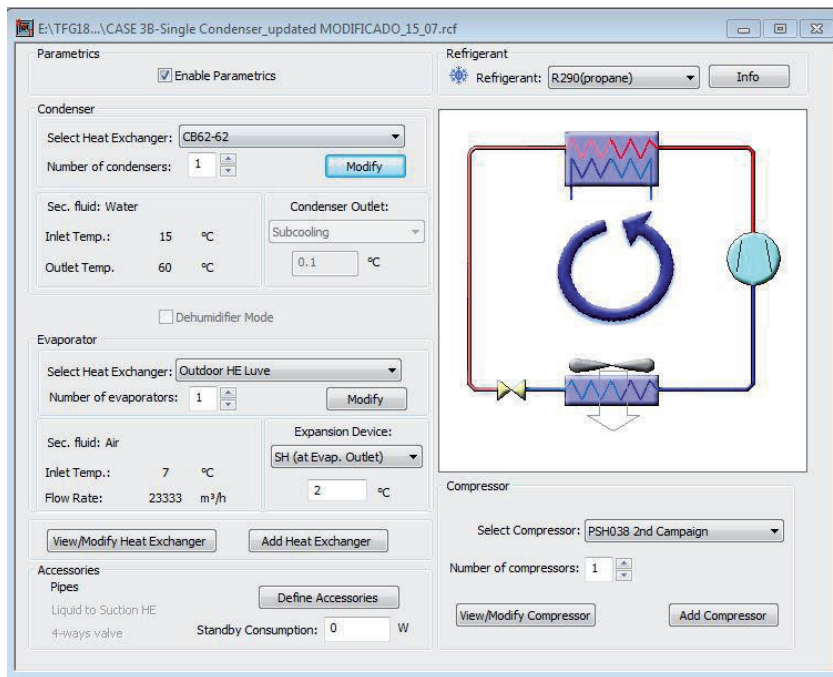 E:\TFG18...\CASE 3B-Single Condenser_updated MODIFICADO_15_07.rcf
Parametrics
Enable Parametrics
Refrigerant
Refrigerant: R290(propane) Info
Condenser
Select Heat Exchanger: CB62-62
Number of condensers: 1 Modify
Sec. fluid: Water
Inlet Temp.: 15 ºC
Outlet Temp. 60 ºC
Condenser Outlet:
Subcooling
0.1 ºC
Dehumidifier Mode
Evaporator
Select Heat Exchanger: Outdoor HE Luve
Number of evaporators: 1 Modify
Sec. fluid: Air
Inlet Temp.: 7 ºC
Flow Rate: 23333 m³/h
Expansion Device:
SH (at Evap. Outlet)
2 ºC
View/Modify Heat Exchanger Add Heat Exchanger
Accessories
Pipes
Liquid to Suction HE
4-ways valve
Define Accessories
Standby Consumption: 0 W
Compressor
Select Compressor: PSH038 2nd Campaign
Number of compressors: 1
View/Modify Compressor Add Compressor